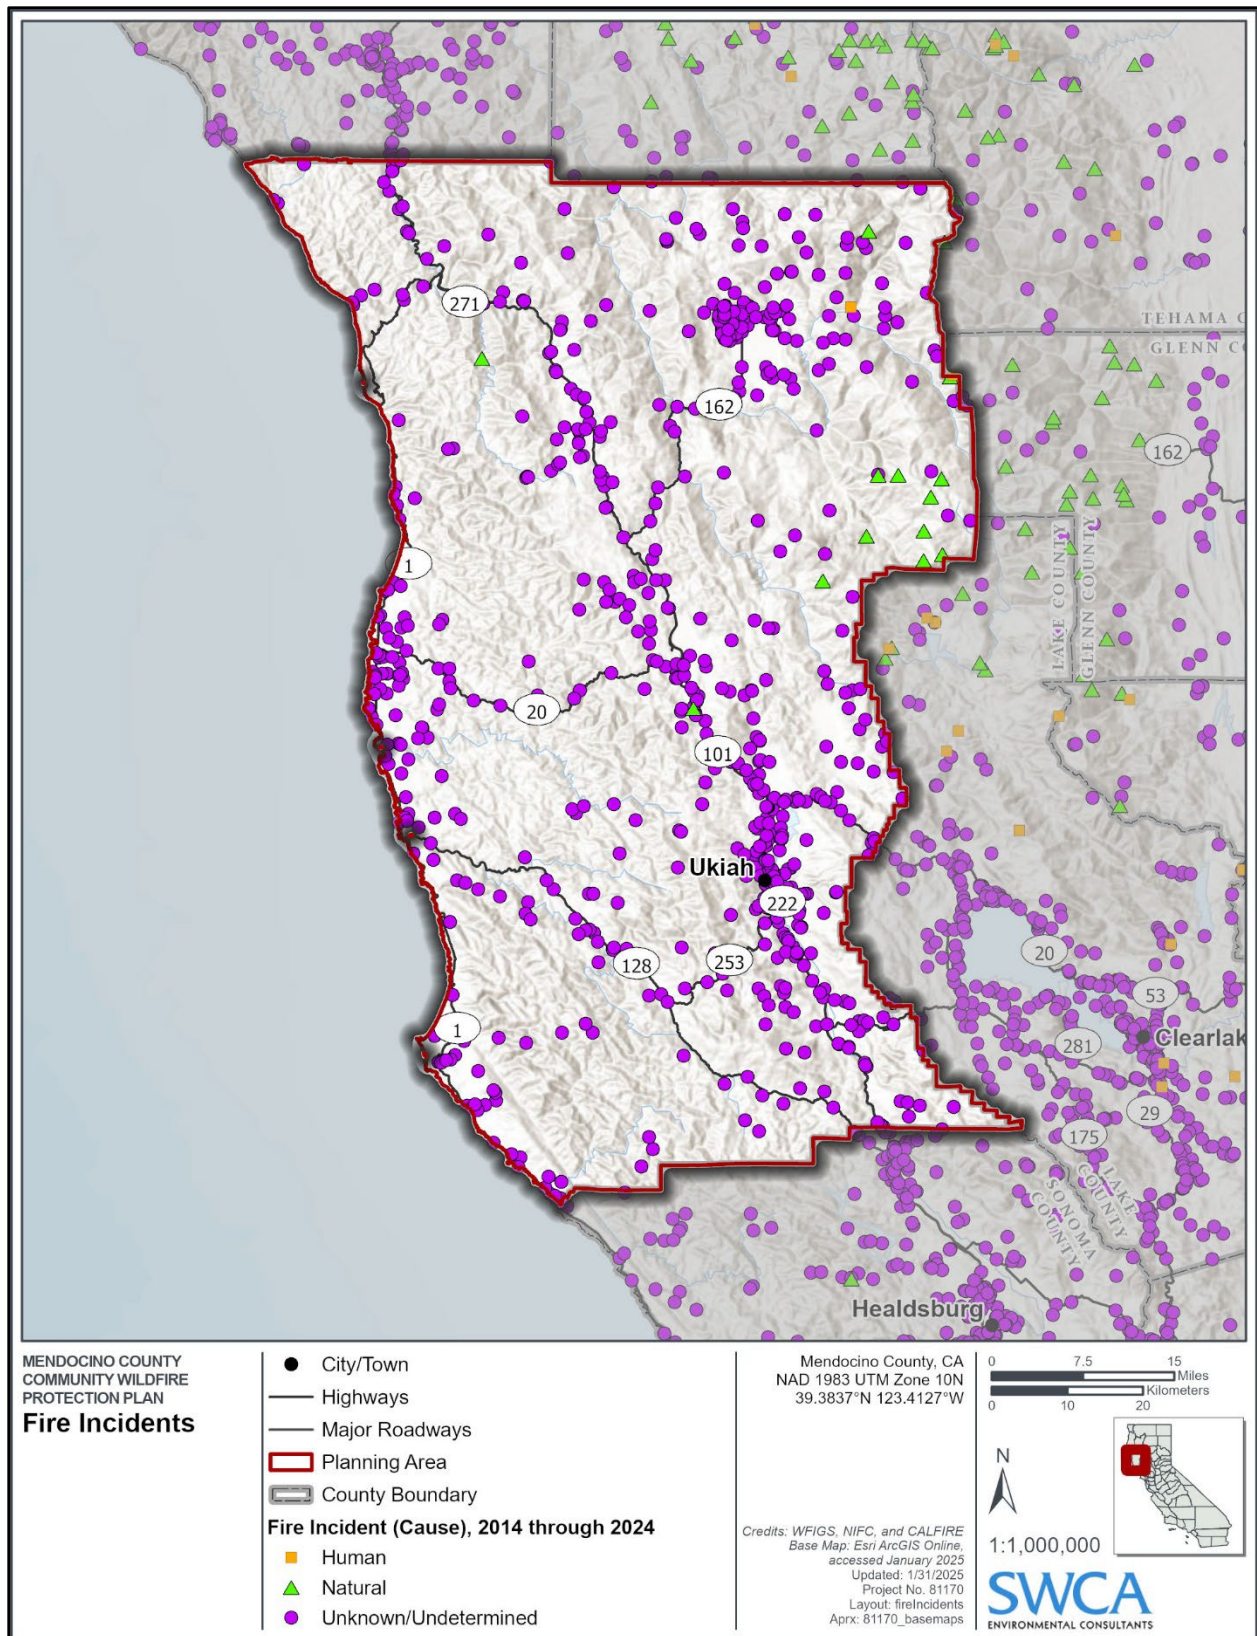 TEHAMA C
GLENN C
271
162
162
1
LAKE COUNTY
GLENN COUNTY
20
101
Ukiah
222
20
128
253
53
1
281
Clearlak
29
175
LAKE
COUNTY
SONOMA
COUNTY
Healdsburg
MENDOCINO COUNTY
COMMUNITY WILDFIRE
PROTECTION PLAN
Fire Incidents
City/Town
Highways
Major Roadways
Planning Area
County Boundary
Fire Incident (Cause), 2014 through 2024
Human
Natural
Unknown/Undetermined
Mendocino County, CA
NAD 1983 UTM Zone 10N
39.3837°N 123.4127°W
Credits: WFIGS, NIFC, and CALFIRE
Base Map: Esri ArcGIS Online,
accessed January 2025
Updated: 1/31/2025
Project No. 81170
Layout: fireIncidents
Aprx: 81170_basemaps
0 7.5 15
Miles
Kilometers
0 10 20
N
1:1,000,000
SWCA
ENVIRONMENTAL CONSULTANTS